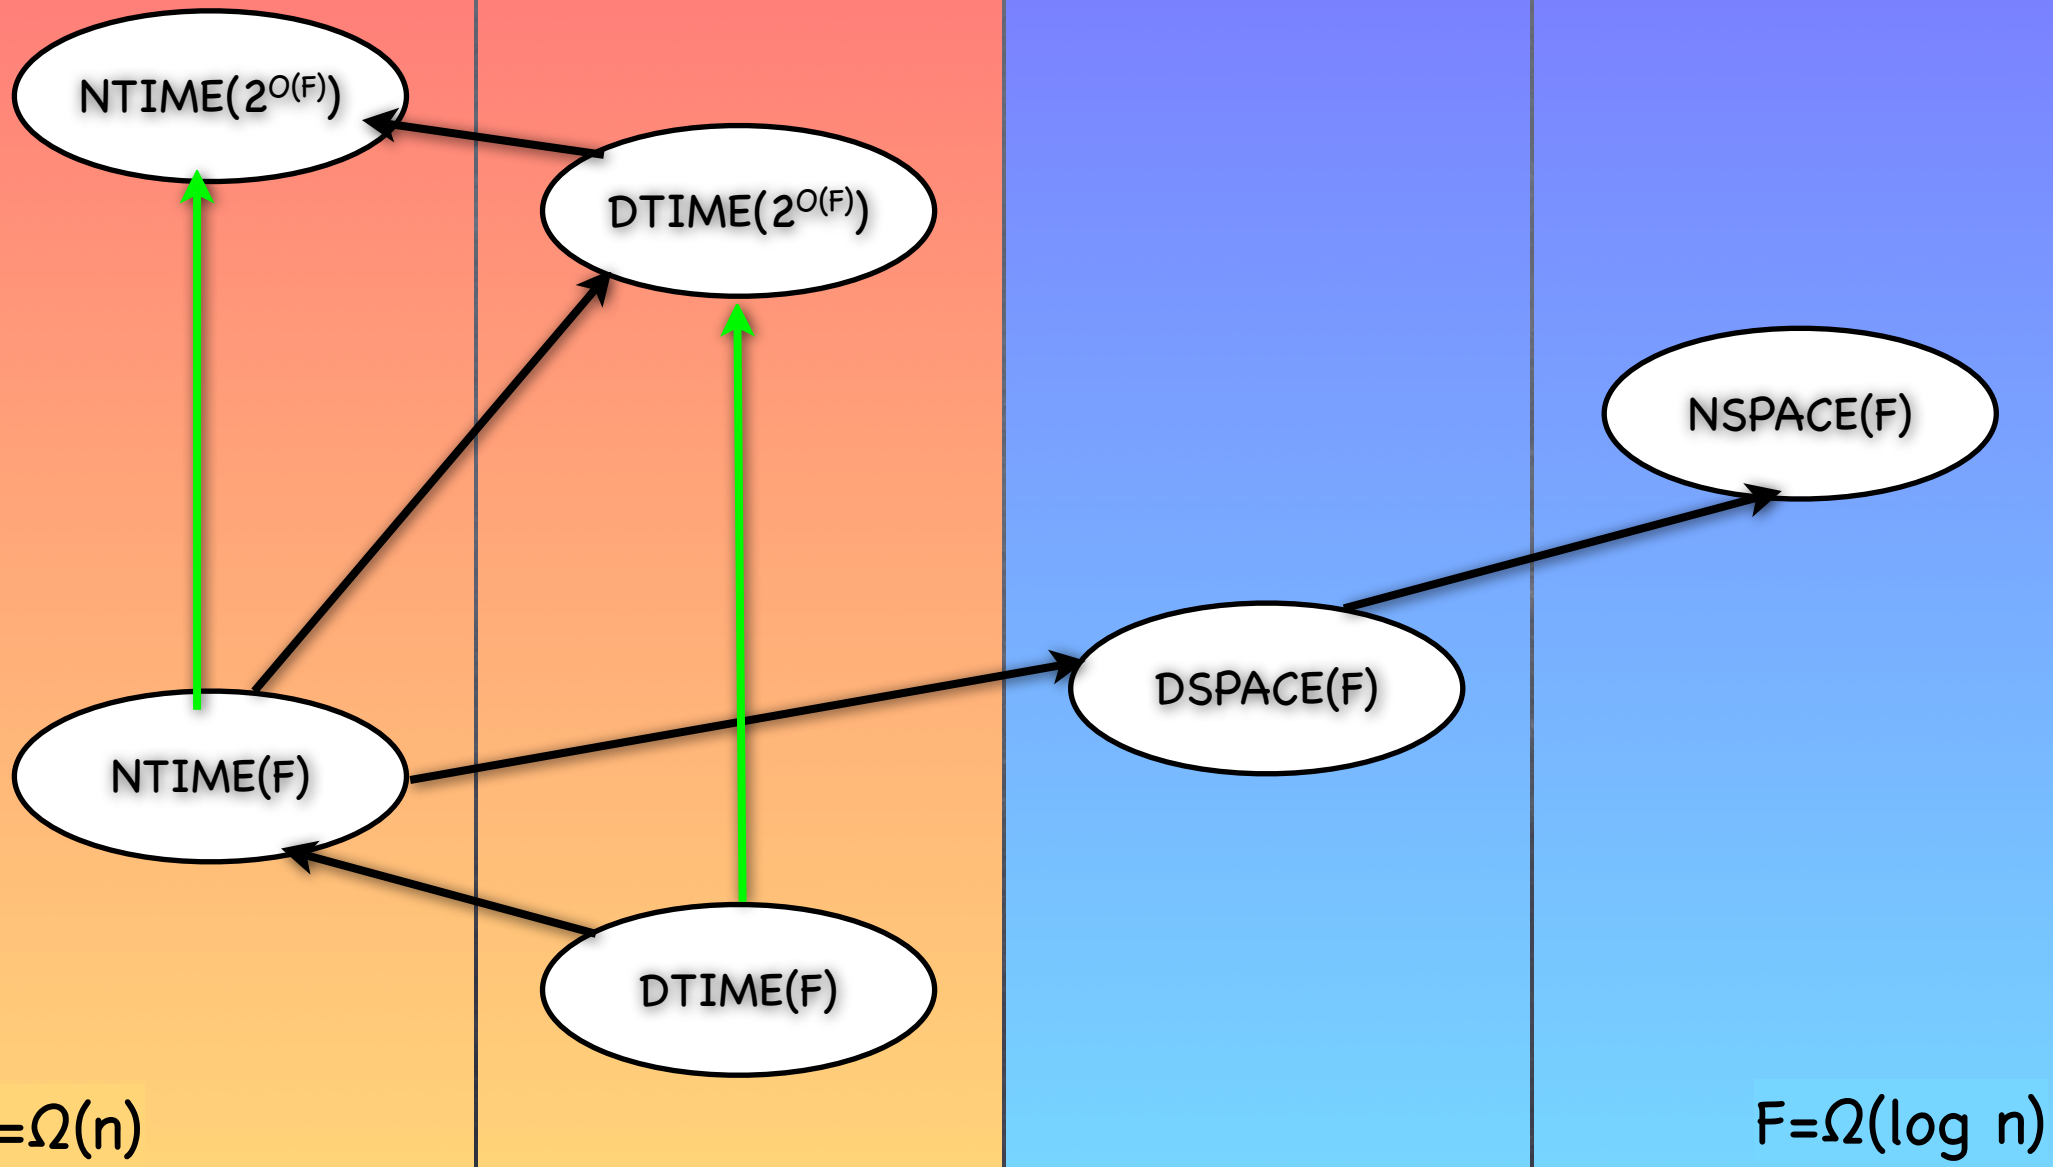 NTIME(2^O(F))
DTIME(2^O(F))
NSPACE(F)
DSPACE(F)
NTIME(F)
DTIME(F)
=Ω(n)
F=Ω(log n)